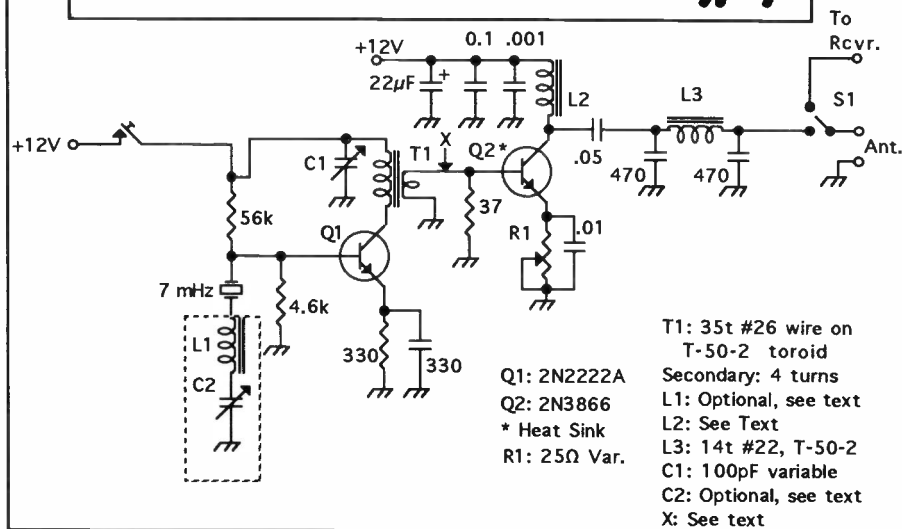 To
Rcvr.
+12V
0.1 .001
22µF
+
L2
L3
S1
+12V
C1
T1
X
Q2*
.05
470
470
Ant.
56k
Q1
37
R1
.01
7 mHz
4.6k
L1
C2
330
330
Q1: 2N2222A
Q2: 2N3866
* Heat Sink
R1: 25Ω Var.
T1: 35t #26 wire on
T-50-2 toroid
Secondary: 4 turns
L1: Optional, see text
L2: See Text
L3: 14t #22, T-50-2
C1: 100pF variable
C2: Optional, see text
X: See text